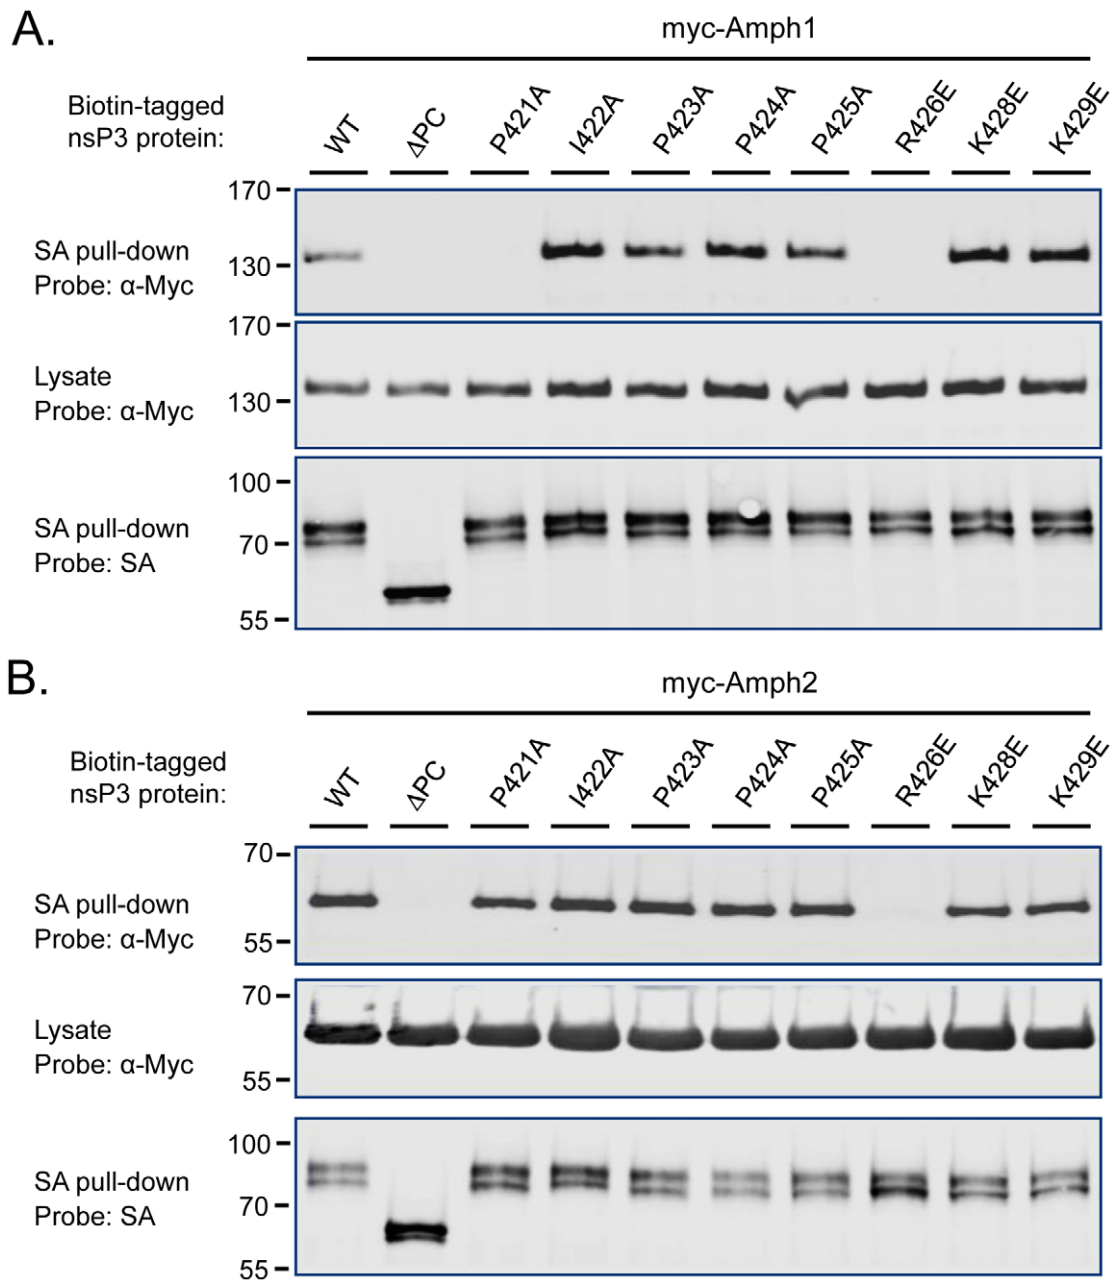 A.
myc-Amph1
Biotin-tagged
nsP3 protein:
WT ΔPC P421A I422A P423A P424A P425A R426E K428E K429E
170
SA pull-down
Probe: α-Myc
130
170
Lysate
Probe: α-Myc
130
100
SA pull-down
Probe: SA
70
55
B.
myc-Amph2
Biotin-tagged
nsP3 protein:
WT ΔPC P421A I422A P423A P424A P425A R426E K428E K429E
70
SA pull-down
Probe: α-Myc
55
70
Lysate
Probe: α-Myc
55
100
SA pull-down
Probe: SA
70
55